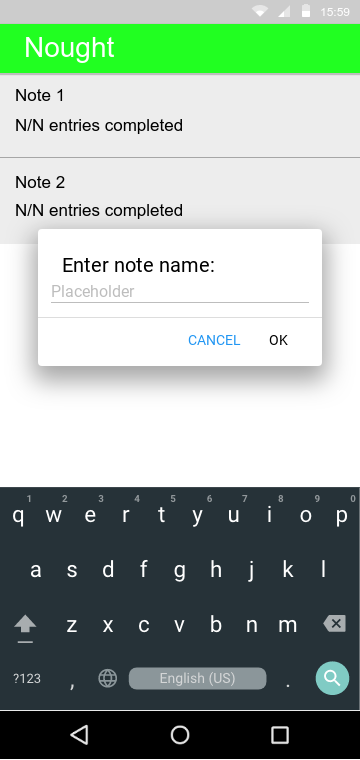 15:59
Nought
Note 1
N/N entries completed
Note 2
N/N entries completed
Enter note name:
Placeholder
CANCEL OK
1 2 3 4 5 6 7 8 9 0
q w e r t y u i o p
a s d f g h j k l
z x c v b n m
?123 , English (US) .